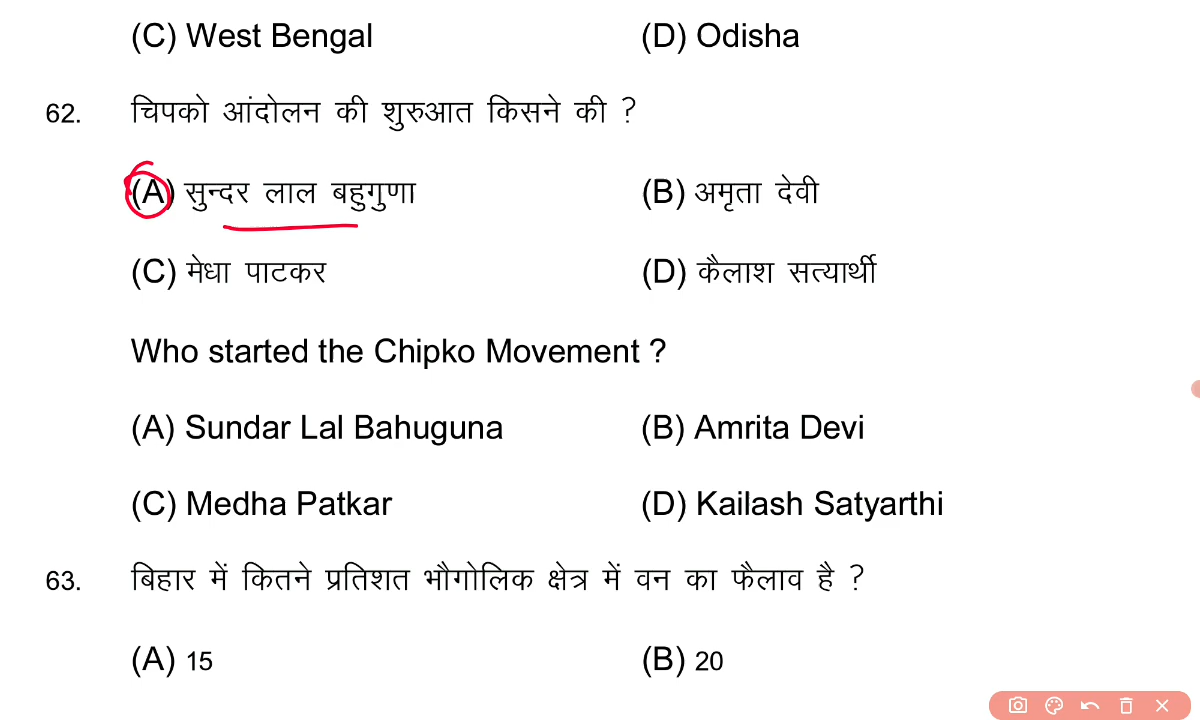 (C) West Bengal (D) Odisha
62. चिपको आंदोलन की शुरुआत किसने की ?
(A) सुन्दर लाल बहुगुणा (B) अमृता देवी
(C) मेधा पाटकर (D) कैलाश सत्यार्थी
Who started the Chipko Movement ?
(A) Sundar Lal Bahuguna (B) Amrita Devi
(C) Medha Patkar (D) Kailash Satyarthi
63. बिहार में कितने प्रतिशत भौगोलिक क्षेत्र में वन का फैलाव है ?
(A) 15 (B) 20